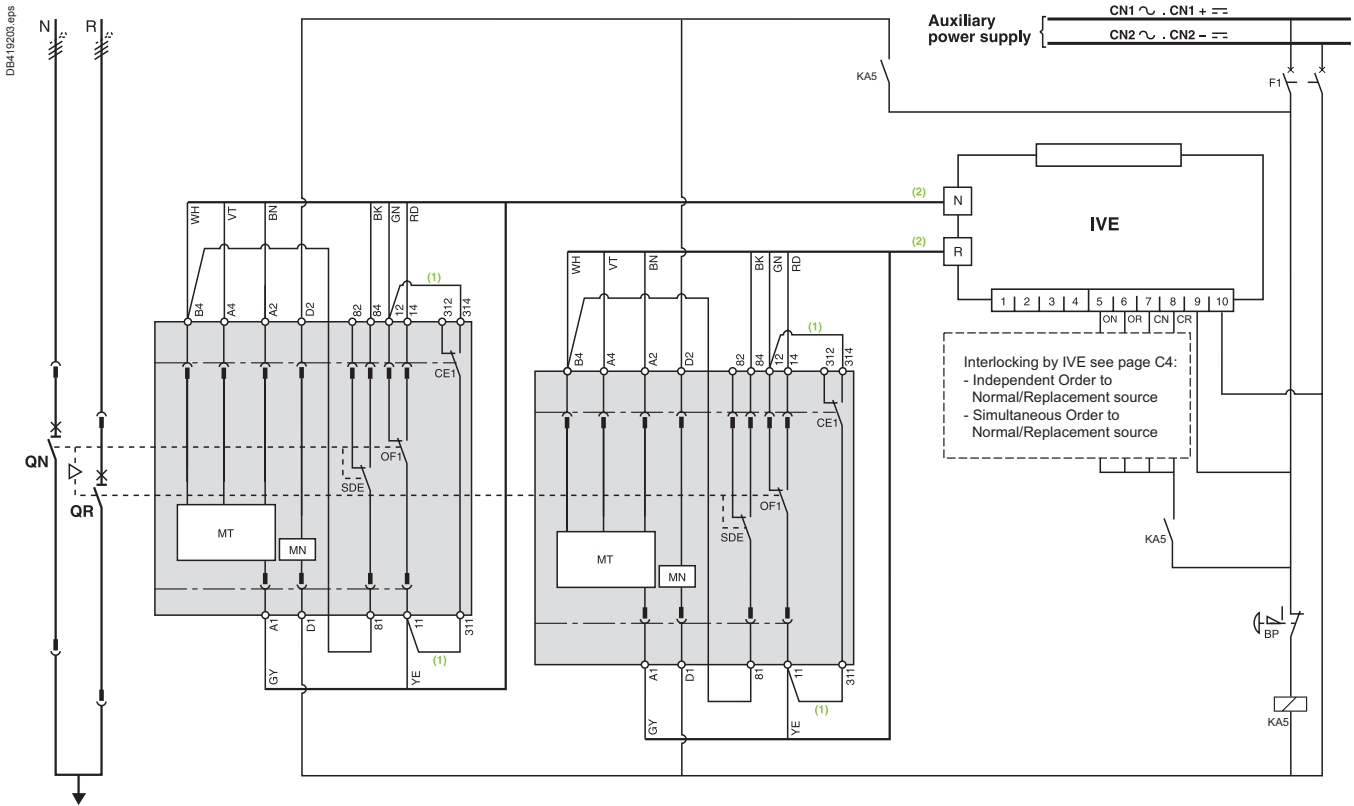 DB419203.eps
N
R
Auxiliary
power supply
CN1 ∼ . CN1 + ⎓
CN2 ∼ . CN2 – ⎓
KA5
F1
(2)
N
(2)
R
IVE
1 2 3 4 5 6 7 8 9 10
ON OR CN CR
Interlocking by IVE see page C4:
- Independent Order to
Normal/Replacement source
- Simultaneous Order to
Normal/Replacement source
WH VT BN BK GN RD
(1)
B4 A4 A2 D2 82 84 12 14 312 314
CE1
OF1
SDE
MT
MN
A1 D1 81 11 311
(1)
GY YE
WH VT BN BK GN RD
(1)
B4 A4 A2 D2 82 84 12 14 312 314
CE1
OF1
SDE
MT
MN
A1 D1 81 11 311
(1)
GY YE
QN
QR
KA5
BP
KA5